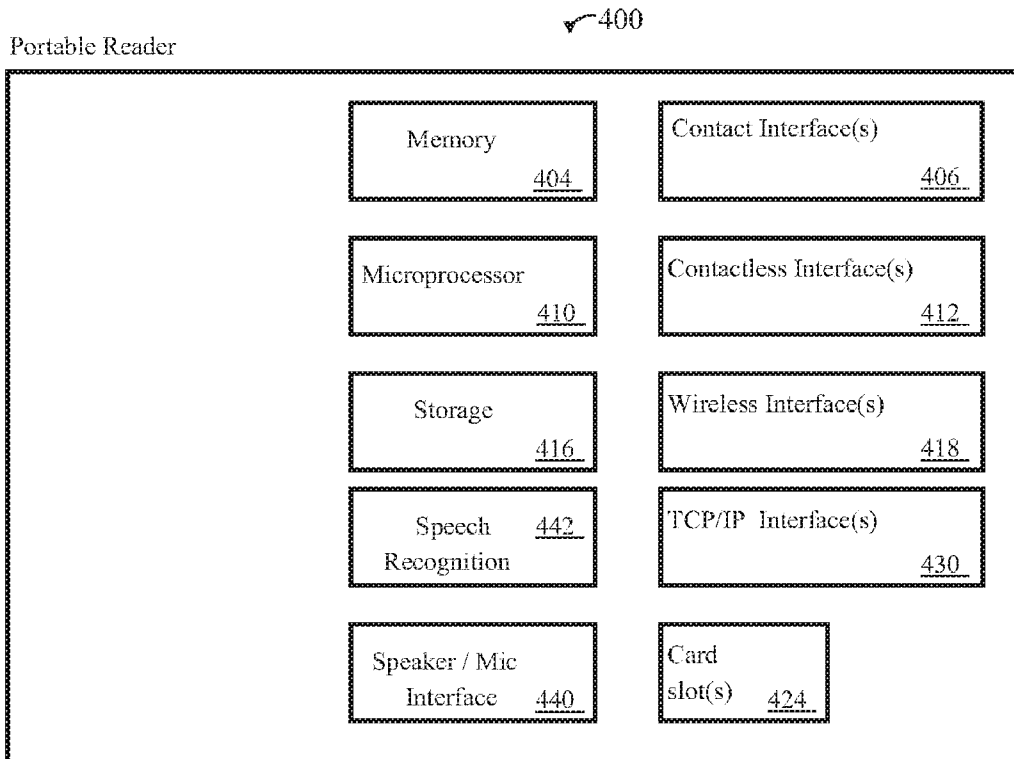 400
Portable Reader
Memory
404
Contact Interface(s)
406
Microprocessor
410
Contactless Interface(s)
412
Storage
416
Wireless Interface(s)
418
Speech
Recognition
442
TCP/IP Interface(s)
430
Speaker / Mic
Interface
440
Card
slot(s)
424